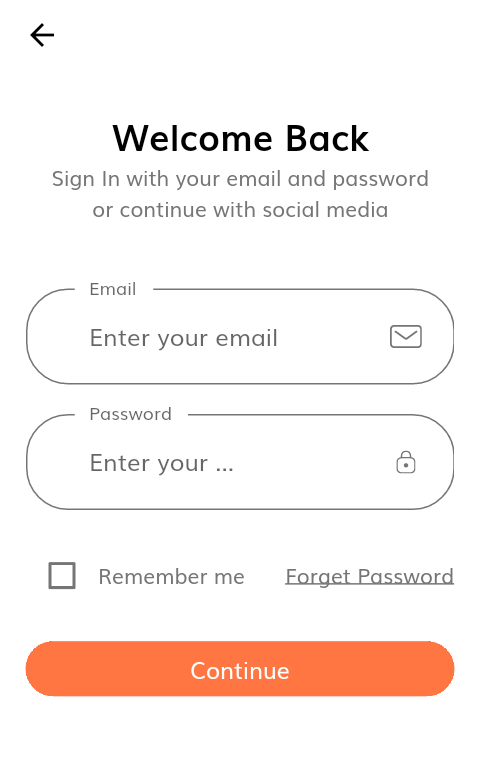 Welcome Back
Sign In with your email and password
or continue with social media
Email
Enter your email
Password
Enter your ...
Remember me
Forget Password
Continue